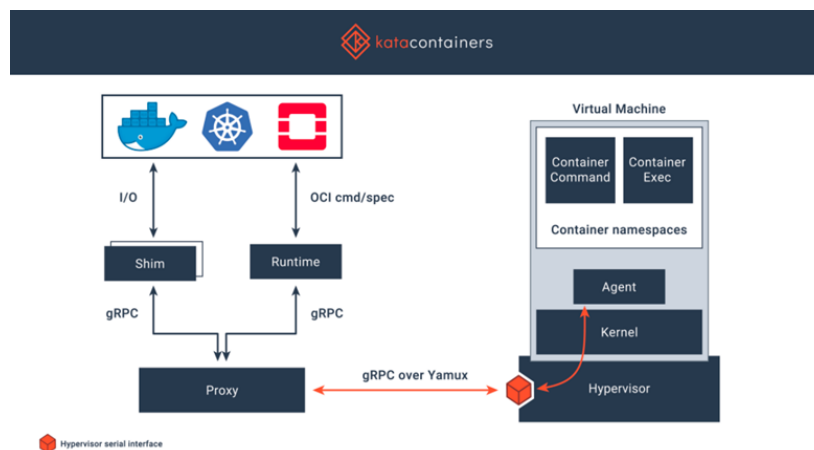 katacontainers
Virtual Machine
Container
Command
Container
Exec
I/O
OCI cmd/spec
Container namespaces
Shim
Runtime
Agent
gRPC
gRPC
Kernel
gRPC over Yamux
Proxy
Hypervisor
Hypervisor serial interface